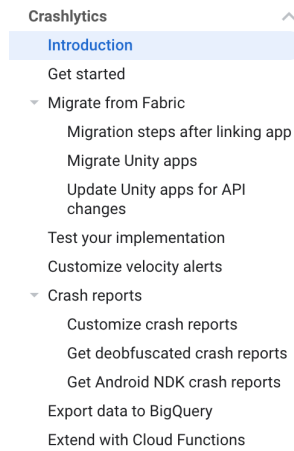 Crashlytics
Introduction
Get started
Migrate from Fabric
Migration steps after linking app
Migrate Unity apps
Update Unity apps for API
changes
Test your implementation
Customize velocity alerts
Crash reports
Customize crash reports
Get deobfuscated crash reports
Get Android NDK crash reports
Export data to BigQuery
Extend with Cloud Functions